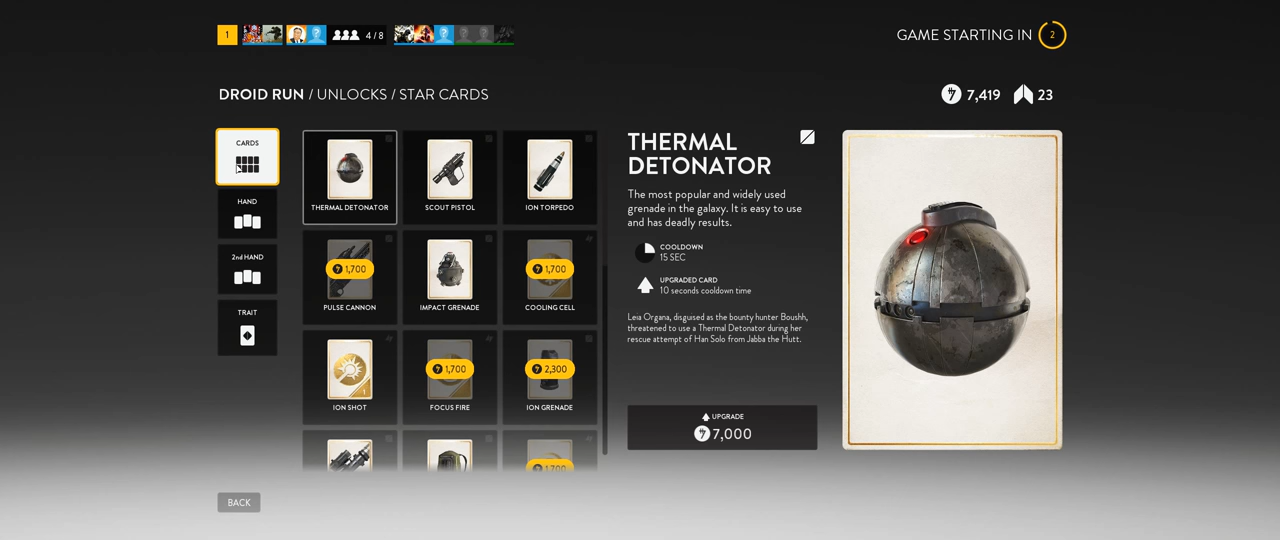 1
4/8
GAME STARTING IN 2
DROID RUN / UNLOCKS / STAR CARDS
7,419 23
CARDS
HAND
2nd HAND
TRAIT
THERMAL DETONATOR
SCOUT PISTOL
ION TORPEDO
1,700
PULSE CANNON
IMPACT GRENADE
1,700
COOLING CELL
ION SHOT
1,700
FOCUS FIRE
2,300
ION GRENADE
1,700
THERMAL
DETONATOR
The most popular and widely used
grenade in the galaxy. It is easy to use
and has deadly results.
COOLDOWN
15 SEC
UPGRADED CARD
10 seconds cooldown time
Leia Organa, disguised as the bounty hunter Boushh,
threatened to use a Thermal Detonator during her
rescue attempt of Han Solo from Jabba the Hutt.
UPGRADE
7,000
BACK